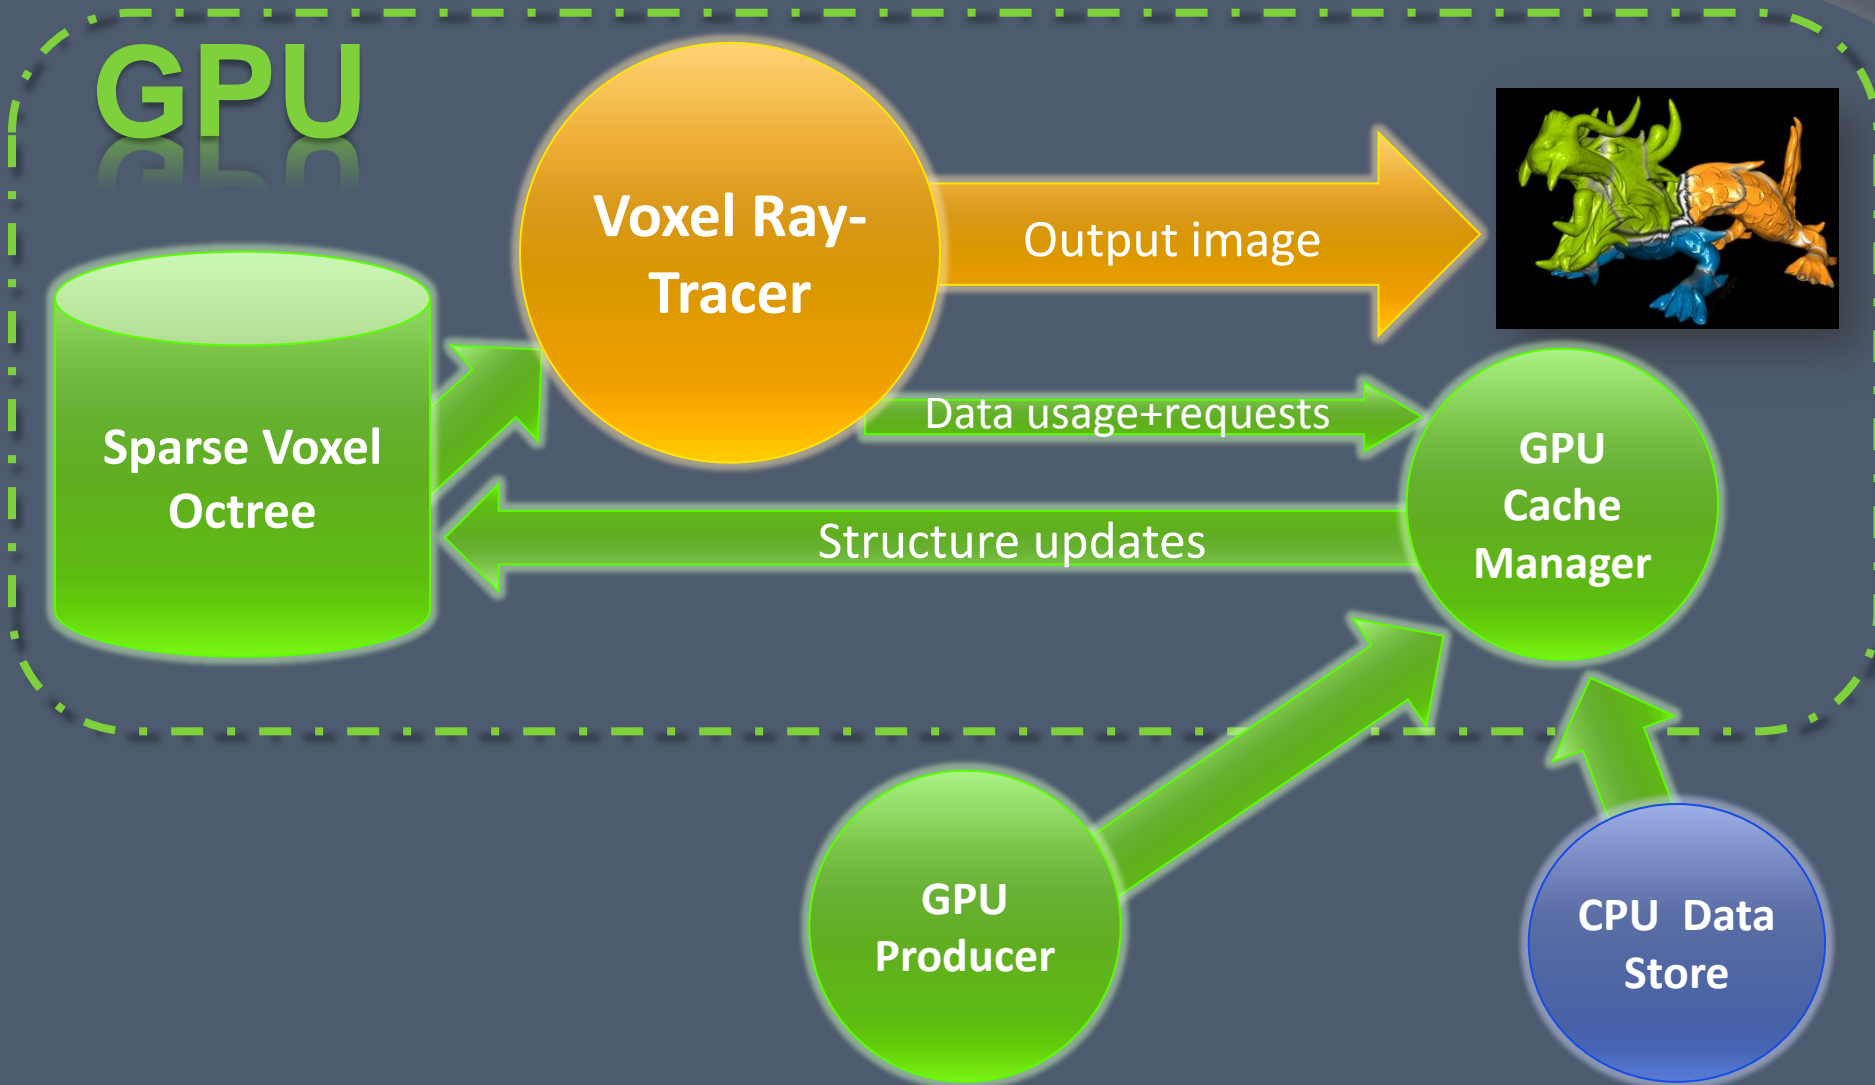 GPU
Voxel Ray-
Tracer
Output image
Sparse Voxel
Octree
Data usage+requests
Structure updates
GPU
Cache
Manager
GPU
Producer
CPU  Data
Store